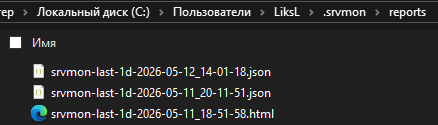 тер > Локальный диск (C:) > Пользователи > LiksL > .srvmon > reports
Имя
srvmon-last-1d-2026-05-12_14-01-18.json
srvmon-last-1d-2026-05-11_20-11-51.json
srvmon-last-1d-2026-05-11_18-51-58.html